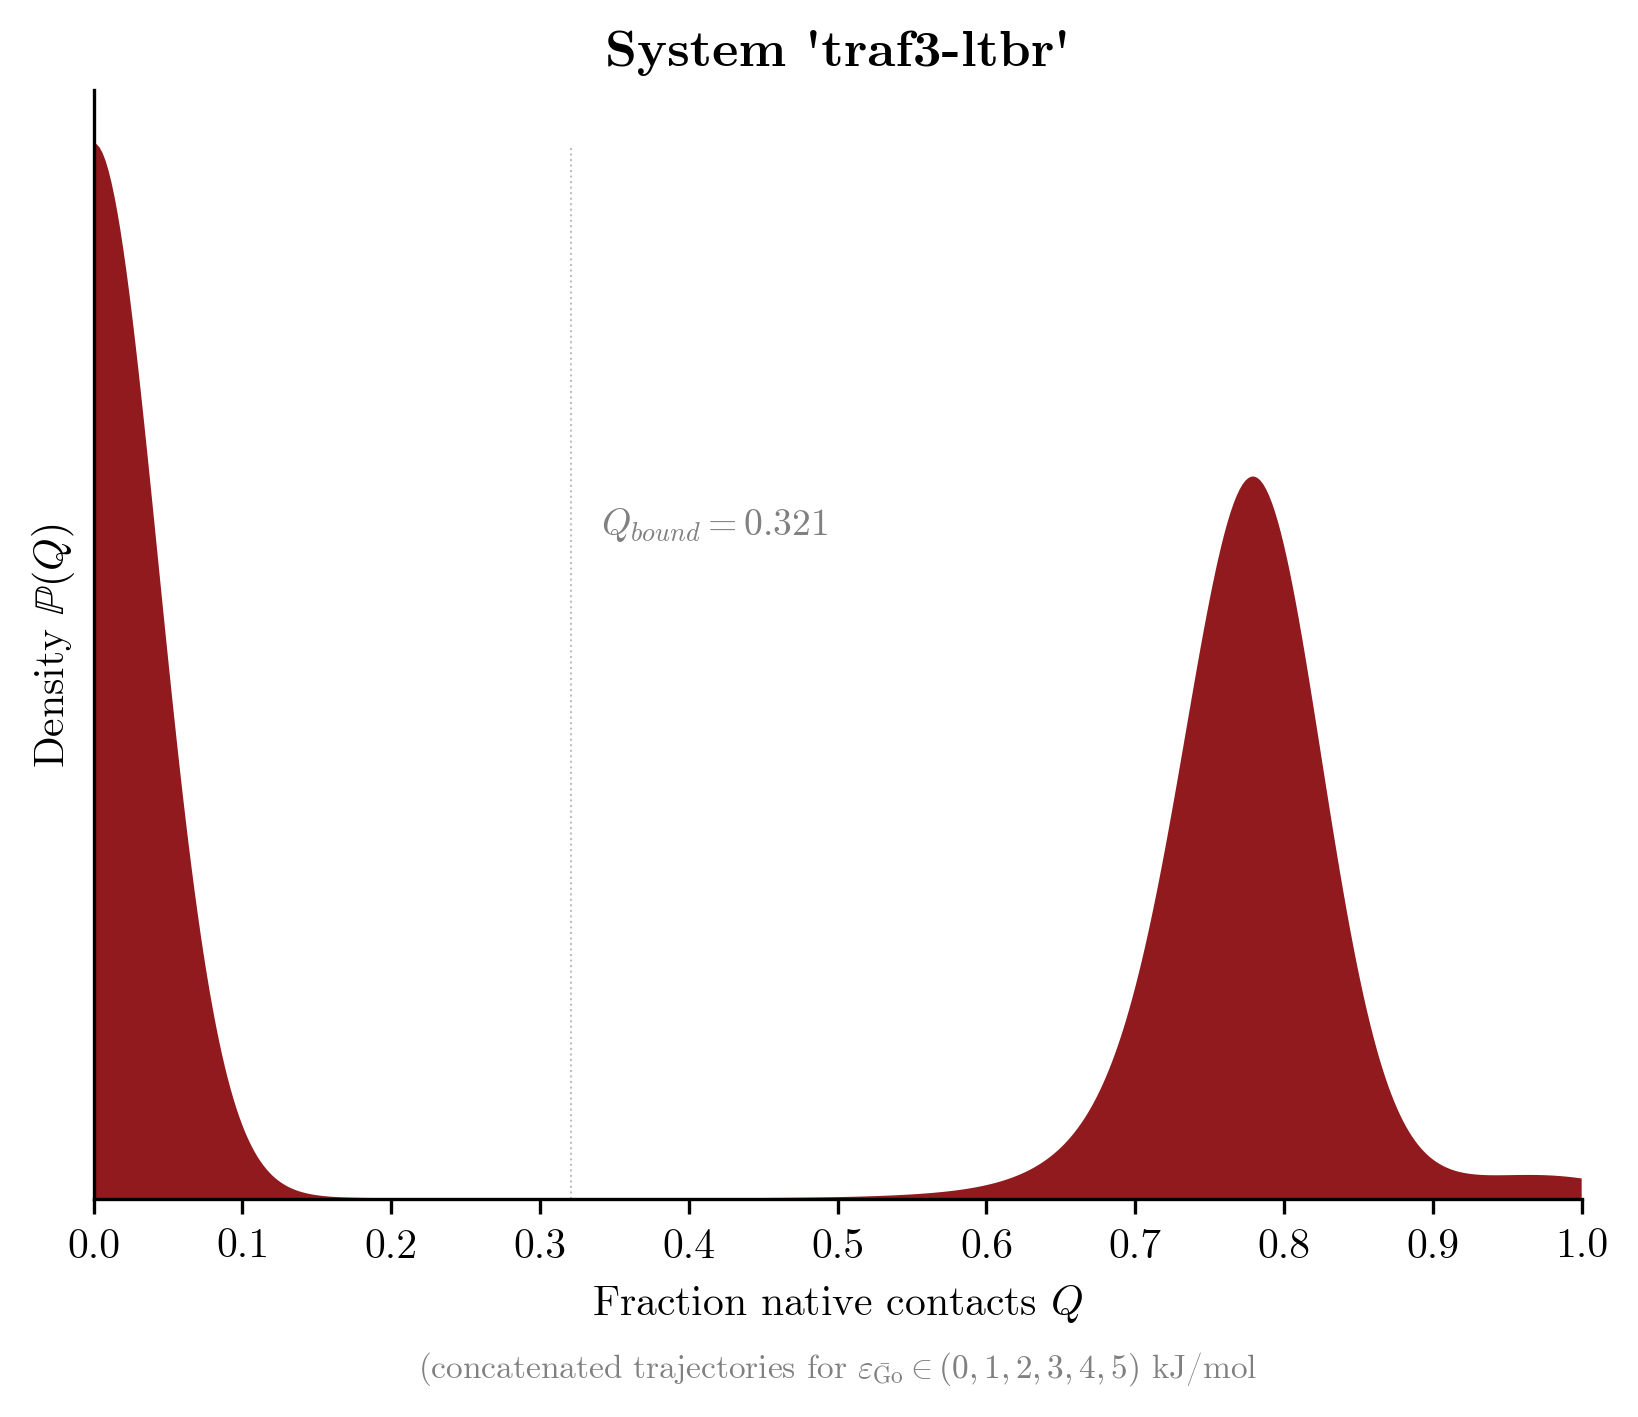 System 'traf3-ltbr'
Density ℙ(Q)
Q_bound = 0.321
0.0 0.1 0.2 0.3 0.4 0.5 0.6 0.7 0.8 0.9 1.0
Fraction native contacts Q
(concatenated trajectories for ε_Ḡo ∈ (0, 1, 2, 3, 4, 5) kJ/mol